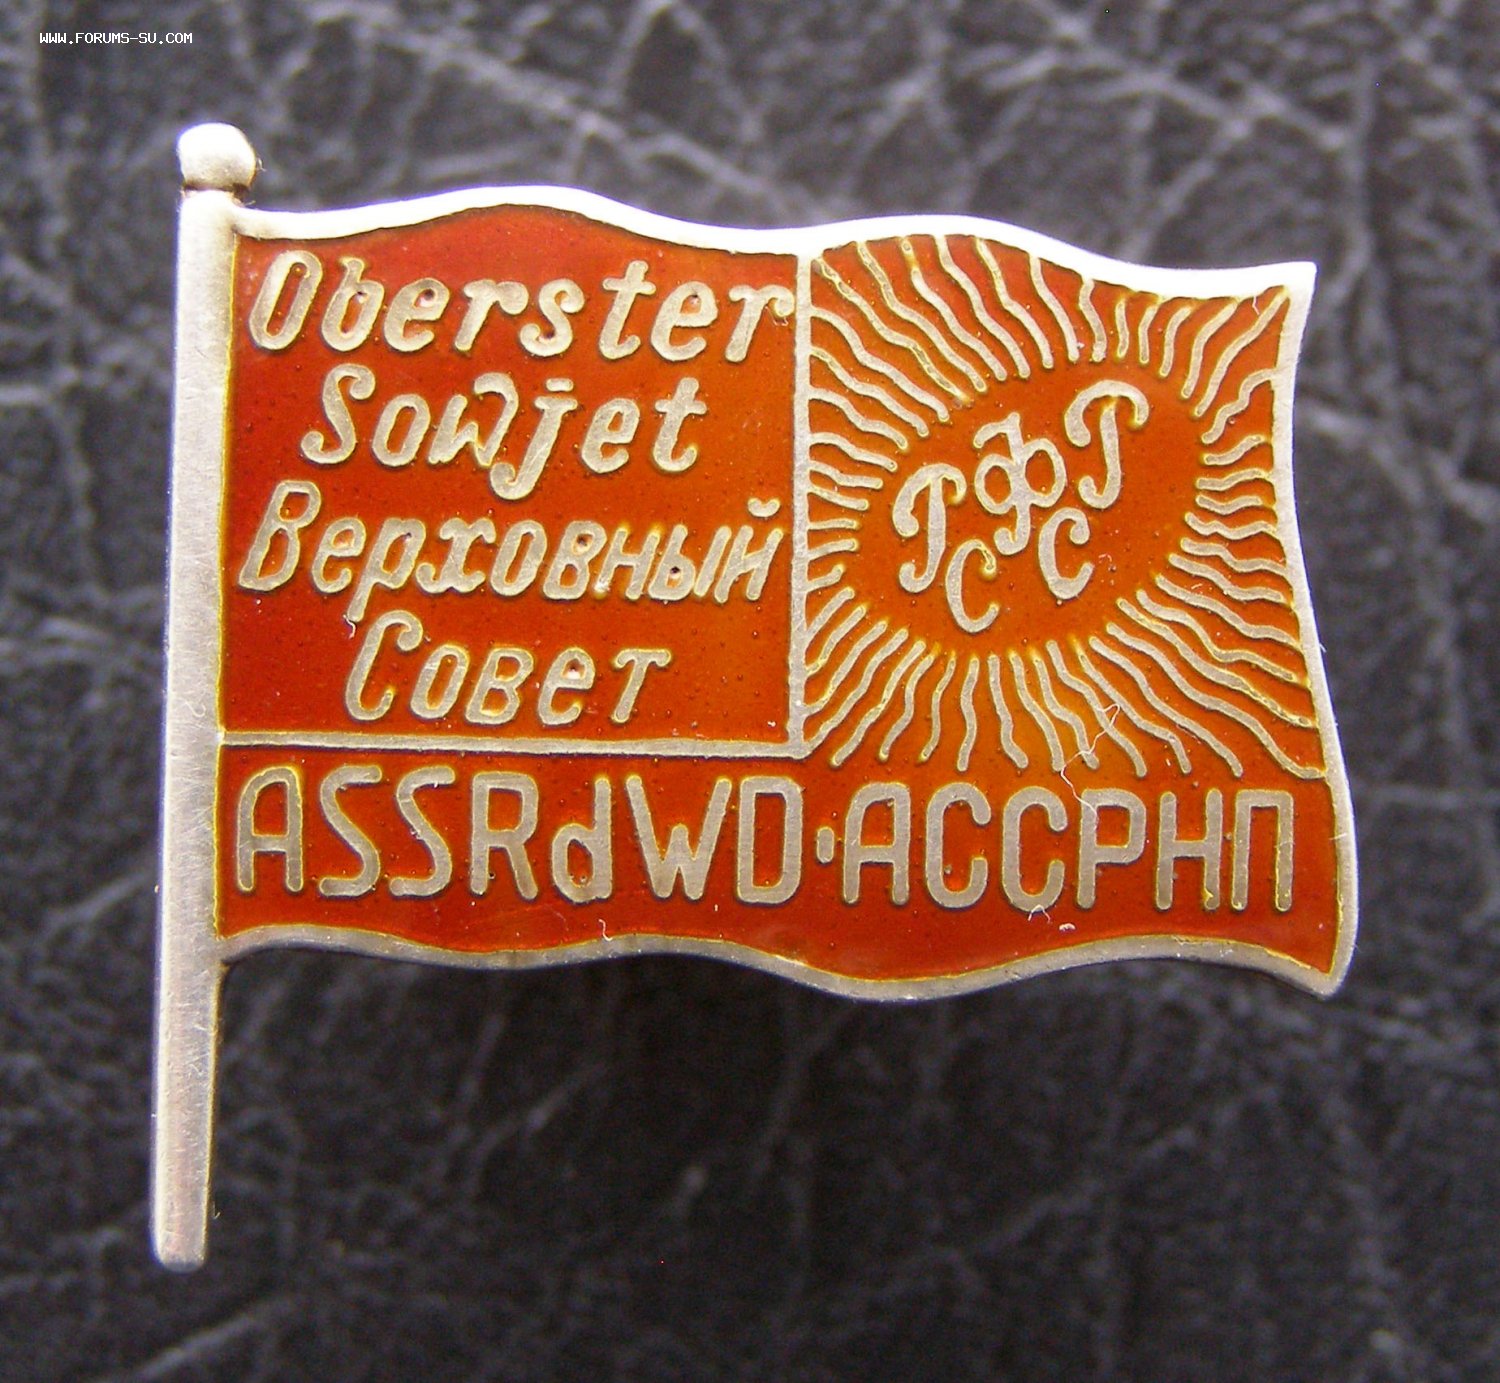 WWW.FORUMS-SU.COM
Oberster
Sowjet
Верховный
Совет
РСФСР
ASSRdWD·АССРНП